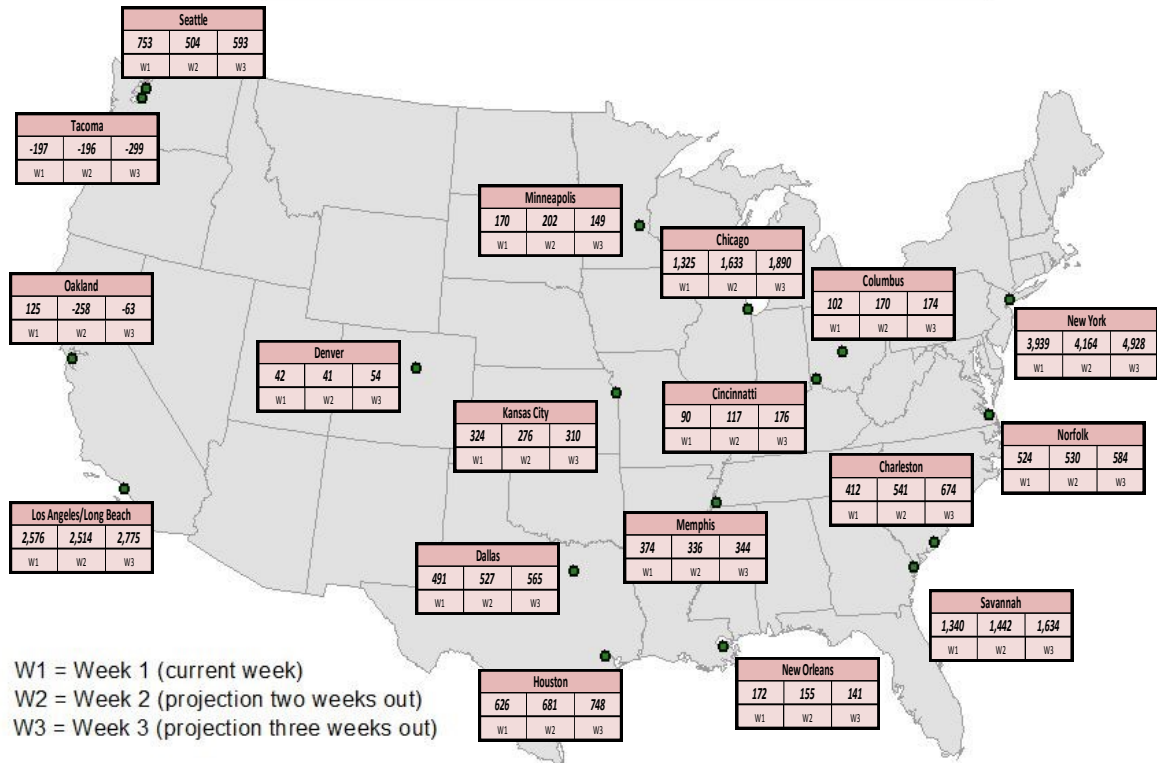 Seattle
753 504 593
W1 W2 W3
Tacoma
-197 -196 -299
W1 W2 W3
Minneapolis
170 202 149
W1 W2 W3
Chicago
1,325 1,633 1,890
W1 W2 W3
Columbus
102 170 174
W1 W2 W3
Oakland
125 -258 -63
W1 W2 W3
New York
3,939 4,164 4,928
W1 W2 W3
Denver
42 41 54
W1 W2 W3
Cincinnatti
90 117 176
W1 W2 W3
Kansas City
324 276 310
W1 W2 W3
Norfolk
524 530 584
W1 W2 W3
Charleston
412 541 674
W1 W2 W3
Los Angeles/Long Beach
2,576 2,514 2,775
W1 W2 W3
Memphis
374 336 344
W1 W2 W3
Dallas
491 527 565
W1 W2 W3
Savannah
1,340 1,442 1,634
W1 W2 W3
New Orleans
172 155 141
W1 W2 W3
Houston
626 681 748
W1 W2 W3
W1 = Week 1 (current week)
W2 = Week 2 (projection two weeks out)
W3 = Week 3 (projection three weeks out)